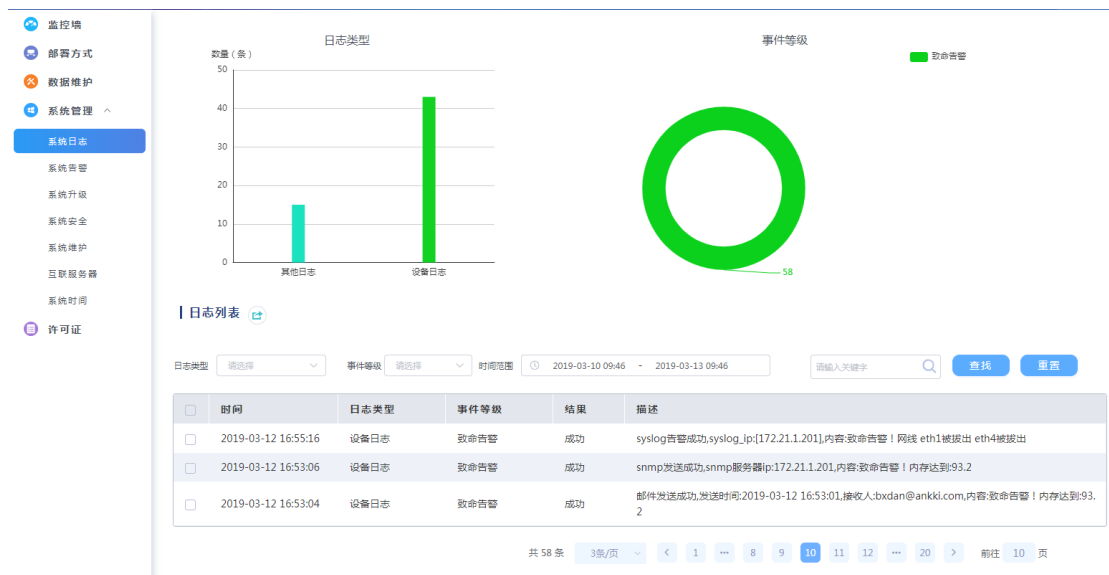 监控墙
部署方式
数据维护
系统管理
系统日志
系统告警
系统升级
系统安全
系统维护
互联服务器
系统时间
许可证
日志类型
数量（条）
50
40
30
20
10
0
其他日志
设备日志
事件等级
致命告警
58
日志列表
日志类型 请选择 事件等级 请选择 时间范围 2019-03-10 09:46 - 2019-03-13 09:46 请输入关键字 查找 重置
时间 日志类型 事件等级 结果 描述
2019-03-12 16:55:16 设备日志 致命告警 成功 syslog告警成功,syslog_ip:[172.21.1.201],内容:致命告警！网线 eth1被拔出 eth4被拔出
2019-03-12 16:53:06 设备日志 致命告警 成功 snmp发送成功,snmp服务器ip:172.21.1.201,内容:致命告警！内存达到:93.2
2019-03-12 16:53:04 设备日志 致命告警 成功 邮件发送成功,发送时间:2019-03-12 16:53:01,接收人:bxdan@ankki.com,内容:致命告警！内存达到:93.
2
共 58 条 3条/页 < 1 ··· 8 9 10 11 12 ··· 20 > 前往 10 页